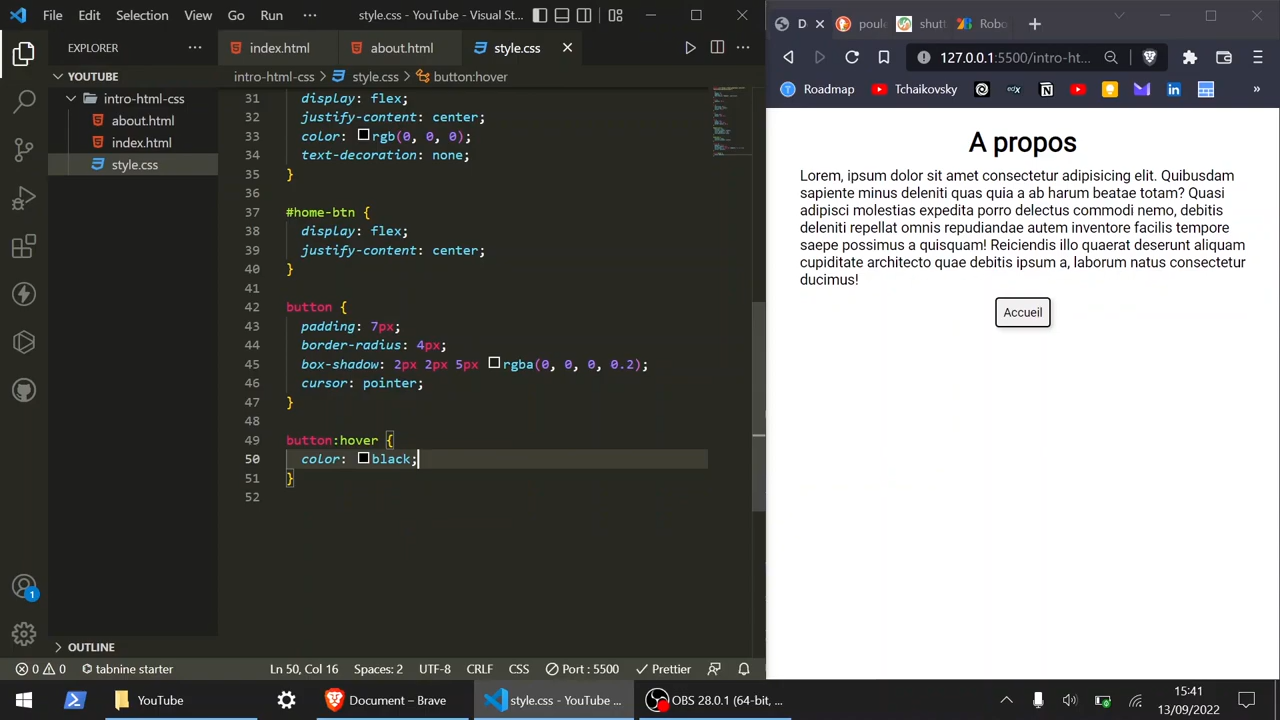 File Edit Selection View Go Run ··· style.css - YouTube - Visual St...
EXPLORER ···
YOUTUBE
intro-html-css
about.html
index.html
style.css
OUTLINE
index.html about.html style.css
intro-html-css > style.css > button:hover
31 display: flex;
32 justify-content: center;
33 color: rgb(0, 0, 0);
34 text-decoration: none;
35 }
36
37 #home-btn {
38 display: flex;
39 justify-content: center;
40 }
41
42 button {
43 padding: 7px;
44 border-radius: 4px;
45 box-shadow: 2px 2px 5px rgba(0, 0, 0, 0.2);
46 cursor: pointer;
47 }
48
49 button:hover {
50 color: black;
51 }
52
1
0 0 tabnine starter Ln 50, Col 16 Spaces: 2 UTF-8 CRLF CSS Port : 5500 Prettier
D poule shutt Robo
127.0.0.1:5500/intro-ht...
Roadmap Tchaikovsky edX »
A propos
Lorem, ipsum dolor sit amet consectetur adipisicing elit. Quibusdam
sapiente minus deleniti quas quia a ab harum beatae totam? Quasi
adipisci molestias expedita porro delectus commodi nemo, debitis
deleniti repellat omnis repudiandae autem inventore facilis tempore
saepe possimus a quisquam! Reiciendis illo quaerat deserunt aliquam
cupiditate architecto quae debitis ipsum a, laborum natus consectetur
ducimus!
Accueil
YouTube Document – Brave style.css - YouTube ... OBS 28.0.1 (64-bit, ...
15:41
13/09/2022